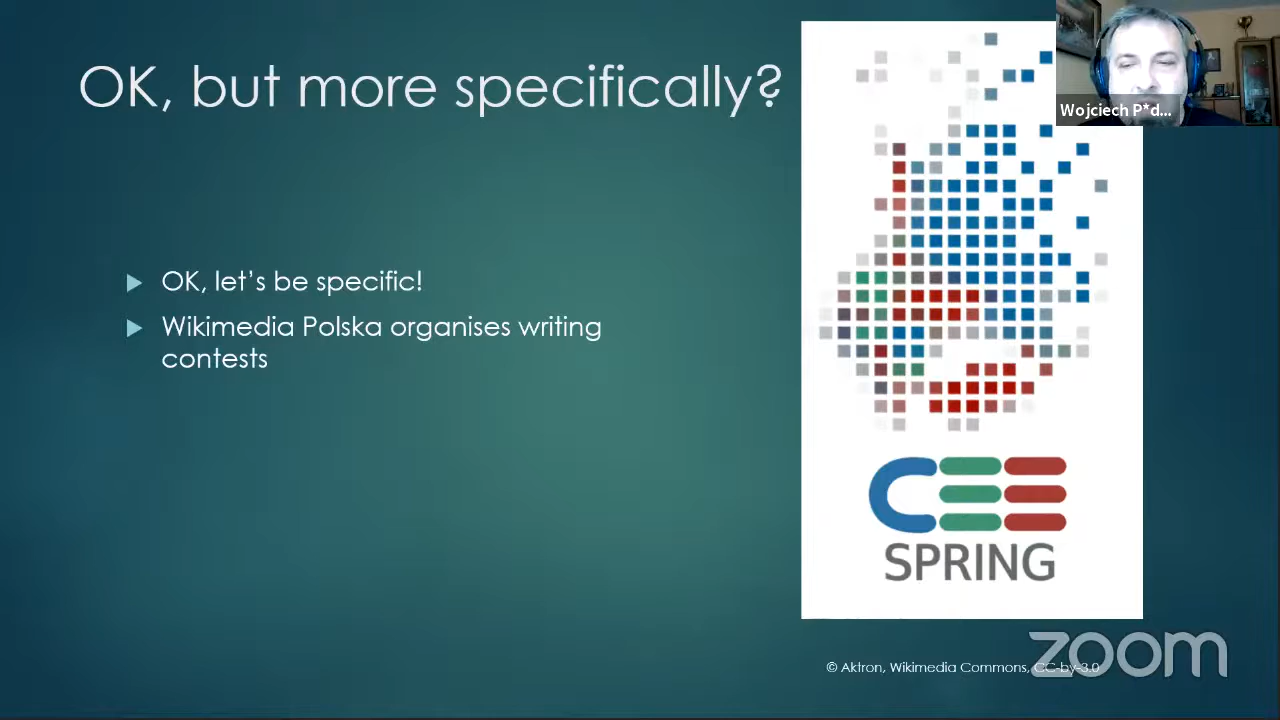 OK, but more specifically?
Wojciech P*d...
OK, let's be specific!
Wikimedia Polska organises writing
contests
CEE
SPRING
© Aktron, Wikimedia Commons, CC-by-3.0
zoom